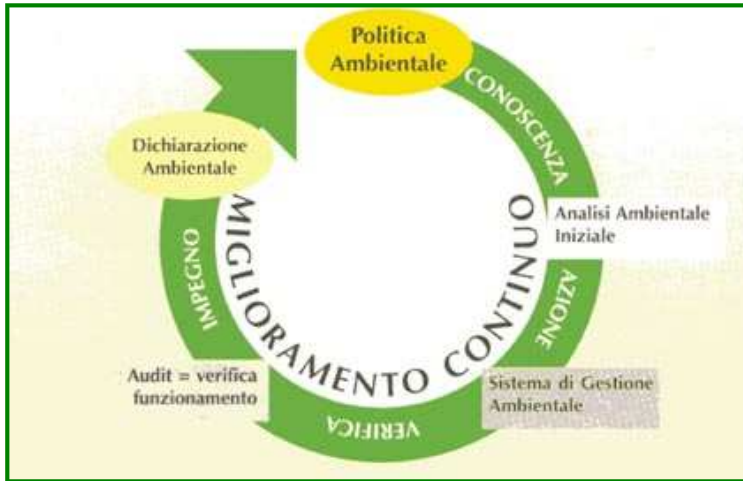 Politica
Ambientale
CONOSCENZA
Analisi Ambientale
Iniziale
AZIONE
Sistema di Gestione
Ambientale
VERIFICA
Audit = verifica
funzionamento
IMPEGNO
Dichiarazione
Ambientale
MIGLIORAMENTO CONTINUO